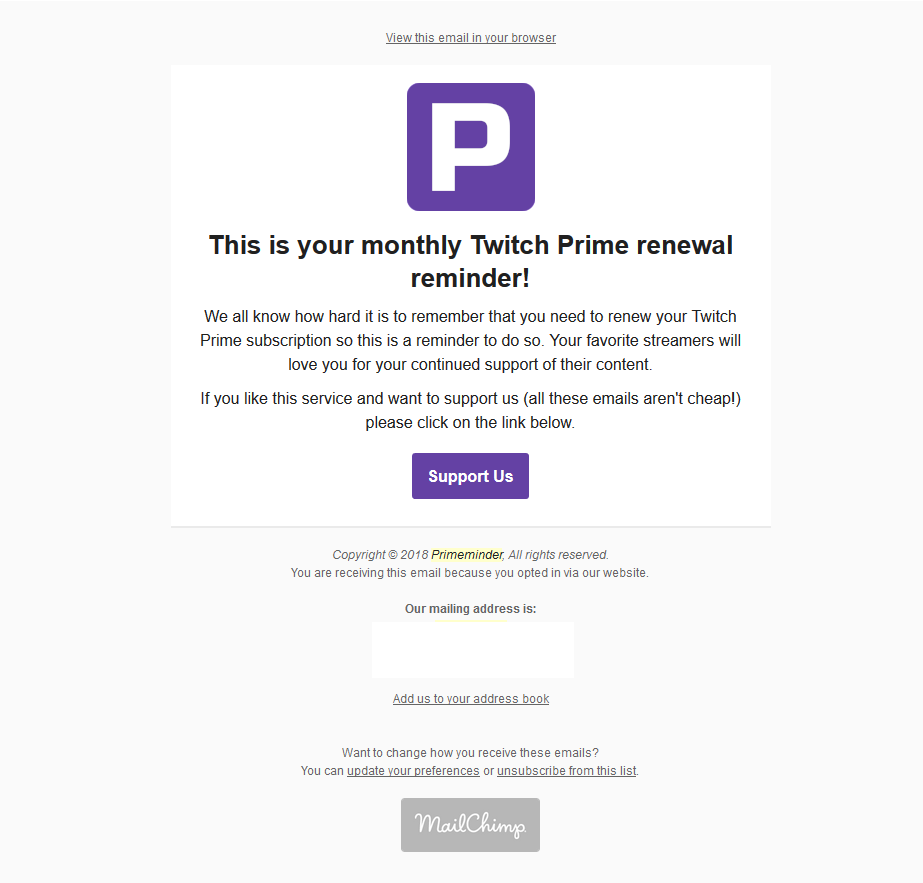 View this email in your browser
P
This is your monthly Twitch Prime renewal
reminder!
We all know how hard it is to remember that you need to renew your Twitch
Prime subscription so this is a reminder to do so. Your favorite streamers will
love you for your continued support of their content.
If you like this service and want to support us (all these emails aren't cheap!)
please click on the link below.
Support Us
Copyright © 2018 Primeminder, All rights reserved.
You are receiving this email because you opted in via our website.
Our mailing address is:
Add us to your address book
Want to change how you receive these emails?
You can update your preferences or unsubscribe from this list.
MailChimp